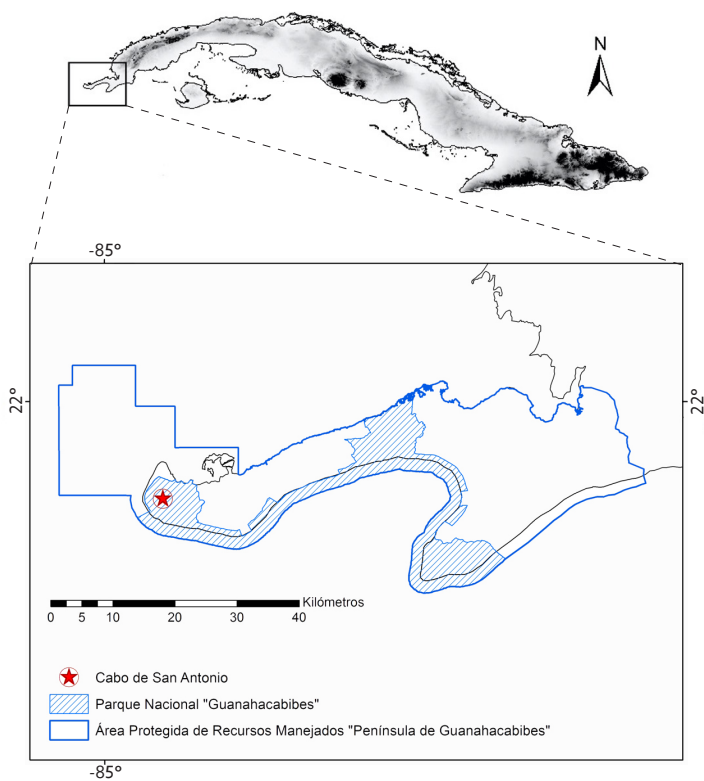 N
-85°
22°
22°
Kilómetros
0 5 10 20 30 40
Cabo de San Antonio
Parque Nacional "Guanahacabibes"
Área Protegida de Recursos Manejados "Península de Guanahacabibes"
-85°